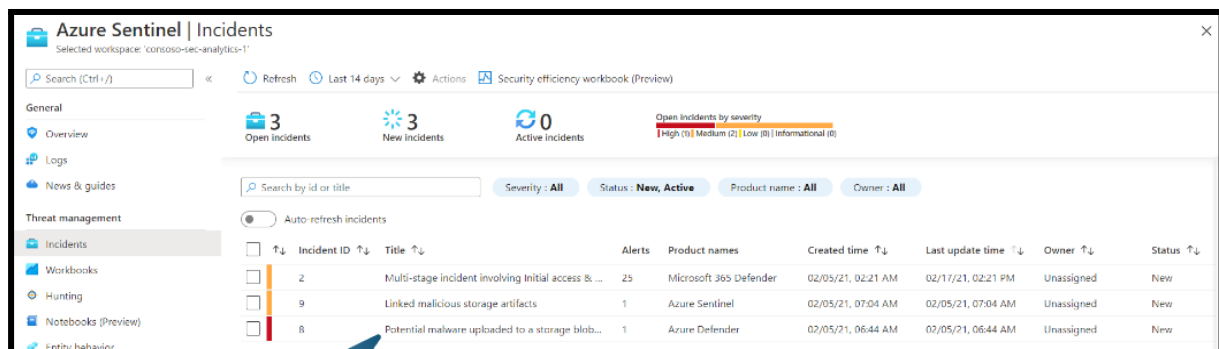 Azure Sentinel | Incidents
Selected workspace: 'consoso-sec-analytics-1'
Search (Ctrl+/)
«
Refresh Last 14 days Actions Security efficiency workbook (Preview)
General
Overview
Logs
News & guides
Threat management
Incidents
Workbooks
Hunting
Notebooks (Preview)
Entity behavior
3
Open incidents
3
New incidents
0
Active incidents
Open incidents by severity
High (1) Medium (2) Low (0) Informational (0)
Search by id or title
Severity : All Status : New, Active Product name : All Owner : All
Auto-refresh incidents
Incident ID Title Alerts Product names Created time Last update time Owner Status
2 Multi-stage incident involving Initial access & ... 25 Microsoft 365 Defender 02/05/21, 02:21 AM 02/17/21, 02:21 PM Unassigned New
9 Linked malicious storage artifacts 1 Azure Sentinel 02/05/21, 07:04 AM 02/05/21, 07:04 AM Unassigned New
8 Potential malware uploaded to a storage blob... 1 Azure Defender 02/05/21, 06:44 AM 02/05/21, 06:44 AM Unassigned New